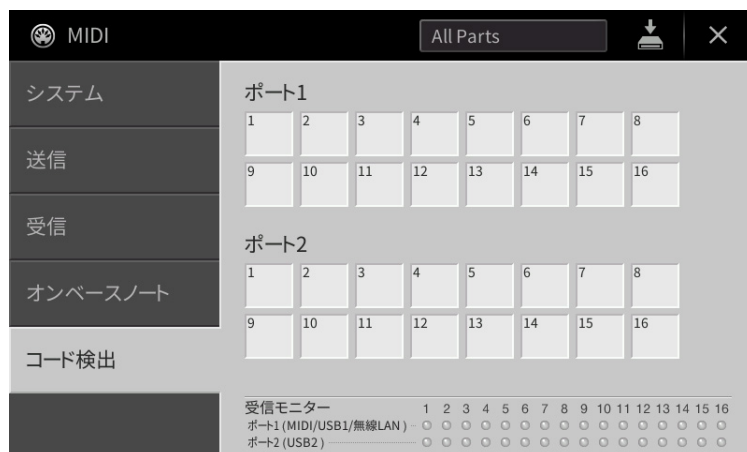 MIDI
All Parts
システム
送信
受信
オンベースノート
コード検出
ポート1
1 2 3 4 5 6 7 8
9 10 11 12 13 14 15 16
ポート2
1 2 3 4 5 6 7 8
9 10 11 12 13 14 15 16
受信モニター 1 2 3 4 5 6 7 8 9 10 11 12 13 14 15 16
ポート1 (MIDI/USB1/無線LAN)
ポート2 (USB2)